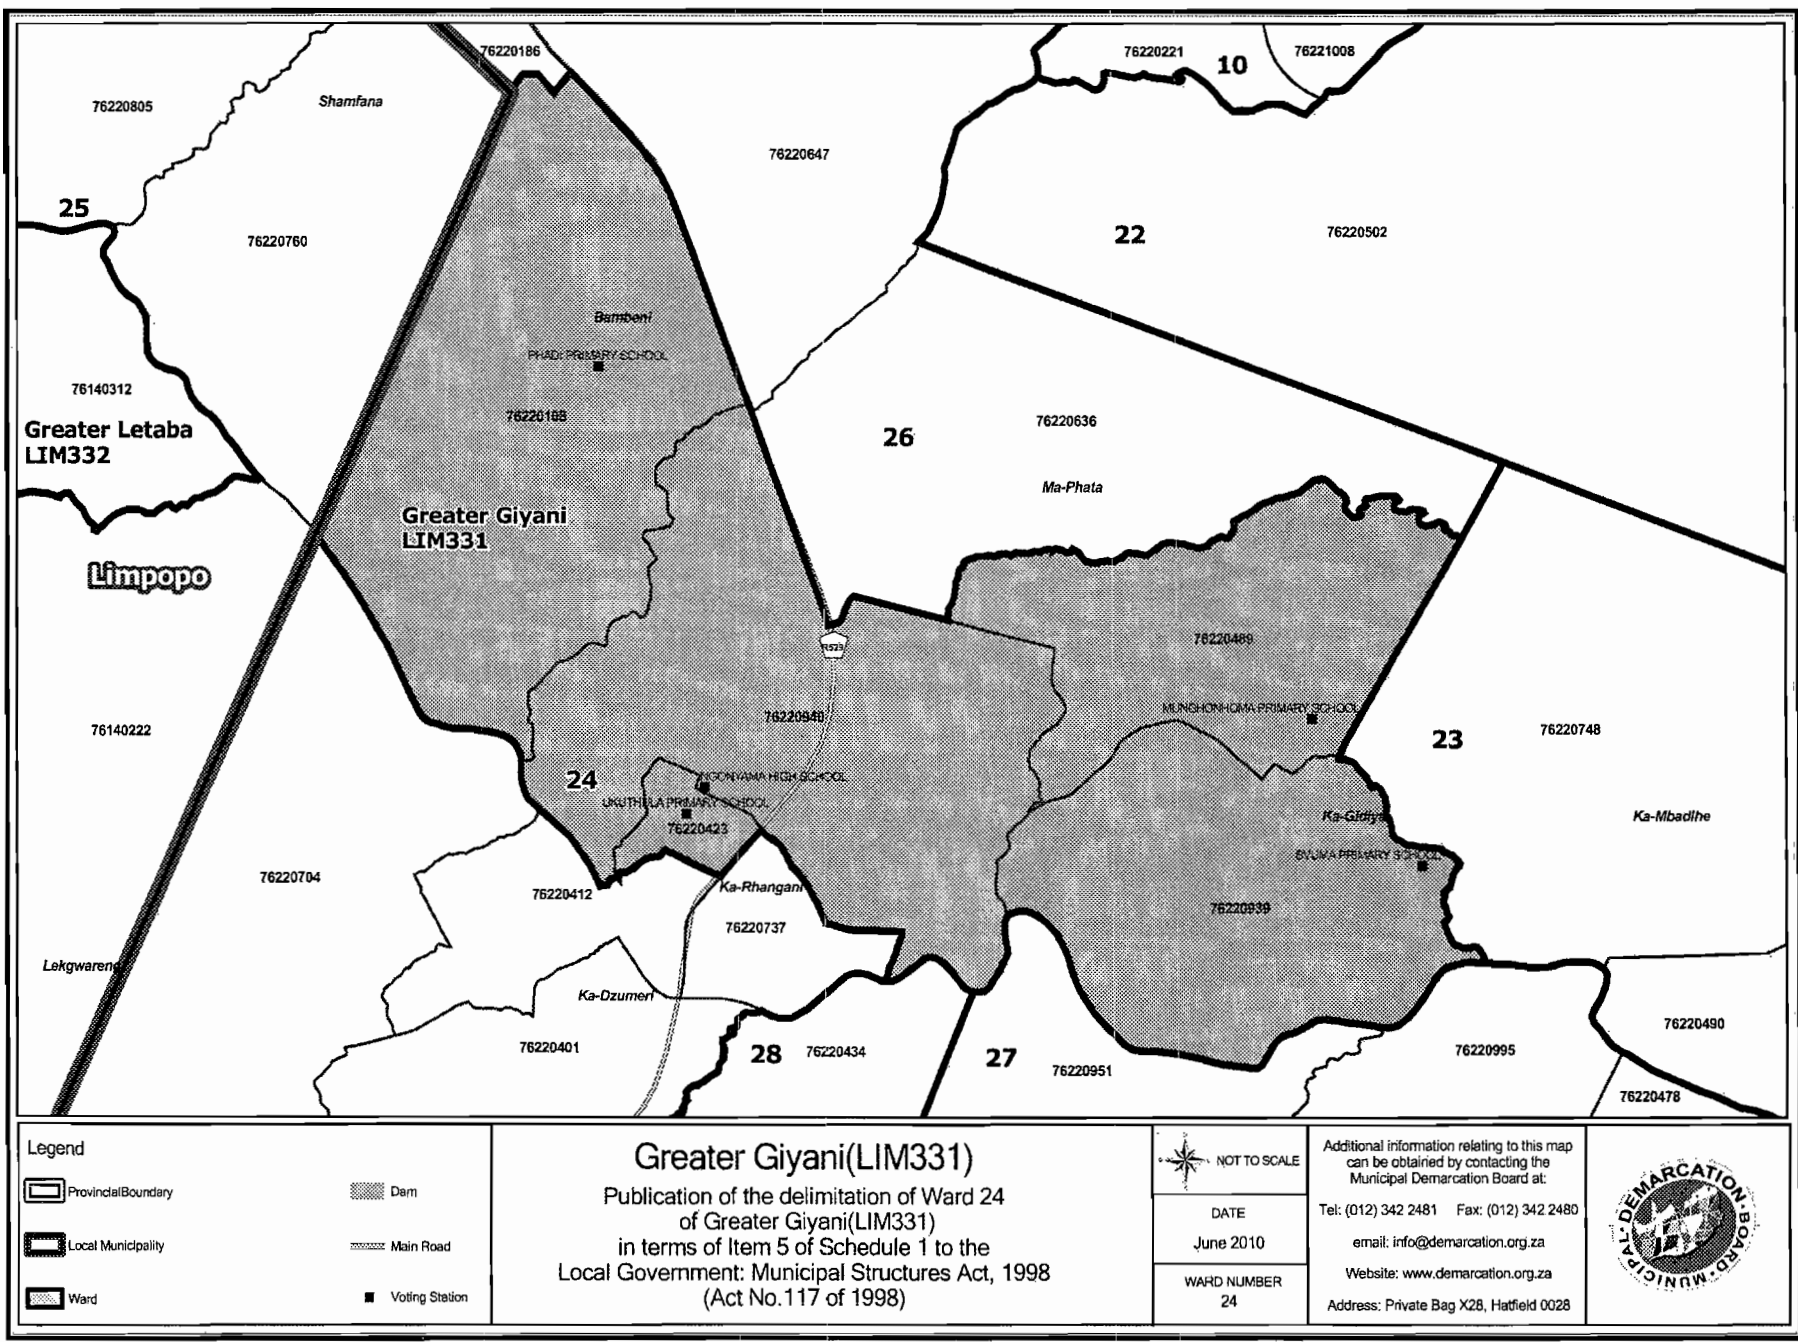 76220186
76220221
10
76221008
76220805
Shamfana
76220647
25
76220760
22
76220502
Bamboni
PHADI PRIMARY SCHOOL
76140312
Greater Letaba
LIM332
26
76220636
Ma-Phata
Greater Giyani
LIM331
Limpopo
R529
76220489
MUNGHONHOMA PRIMARY SCHOOL
76220940
76140222
23
76220748
24
NGONYAMA HIGH SCHOOL
UKUTHULA PRIMARY SCHOOL
76220423
Ka-Mbadlhe
PRIMARY SCHOOL
76220704
76220412
Ka-Rhangani
76220939
76220737
Lekgwareng
Ka-Dzumeri
76220490
76220401
28
76220434
27
76220951
76220995
76220478
Legend
ProvincialBoundary
Dam
Local Municipality
Main Road
Ward
Voting Station
Greater Giyani(LIM331)
Publication of the delimitation of Ward 24
of Greater Giyani(LIM331)
in terms of Item 5 of Schedule 1 to the
Local Government: Municipal Structures Act, 1998
(Act No.117 of 1998)
NOT TO SCALE
DATE
June 2010
WARD NUMBER
24
Additional information relating to this map
can be obtained by contacting the
Municipal Demarcation Board at:
Tel: (012) 342 2481 Fax: (012) 342 2480
email: info@demarcation.org.za
Website: www.demarcation.org.za
Address: Private Bag X28, Hatfield 0028
MUNICIPAL DEMARCATION BOARD